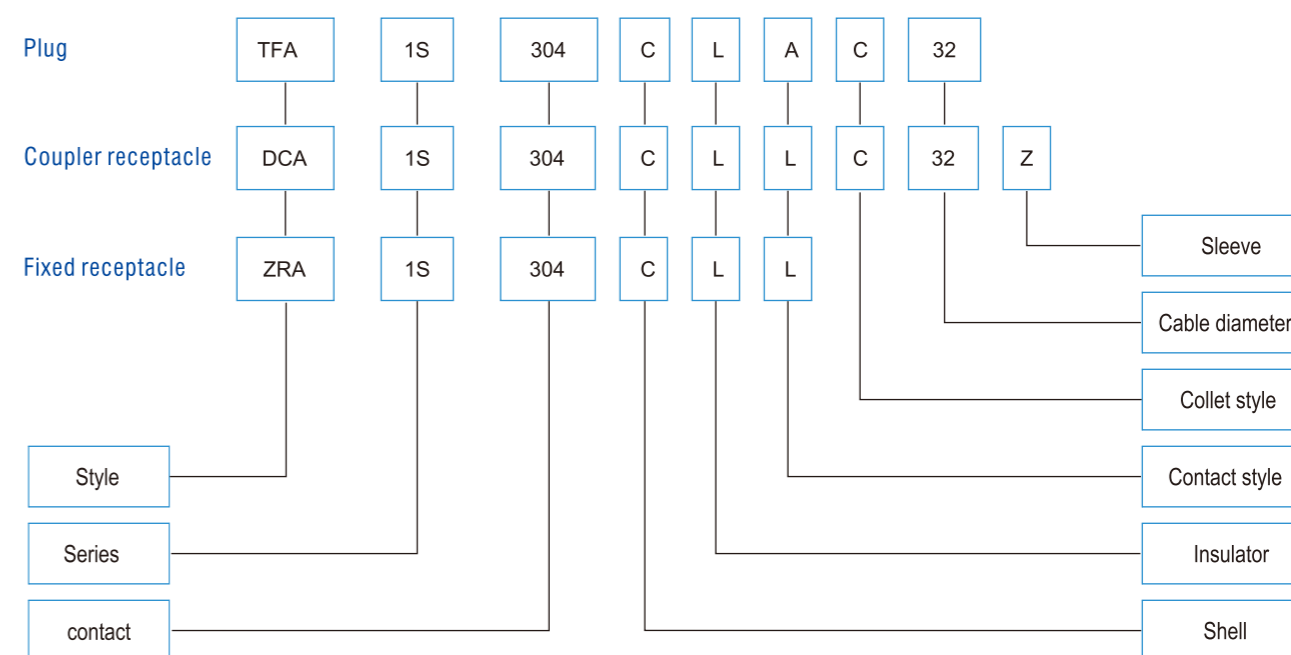 Plug TFA 1S 304 C L A C 32
Coupler receptacle DCA 1S 304 C L L C 32 Z
Fixed receptacle ZRA 1S 304 C L L
Sleeve
Cable diameter
Collet style
Style
Contact style
Series
Insulator
contact
Shell